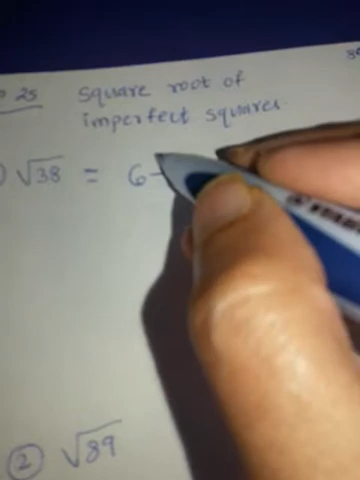 25 Square root of
imperfect squares
) √38 = 6
② √89